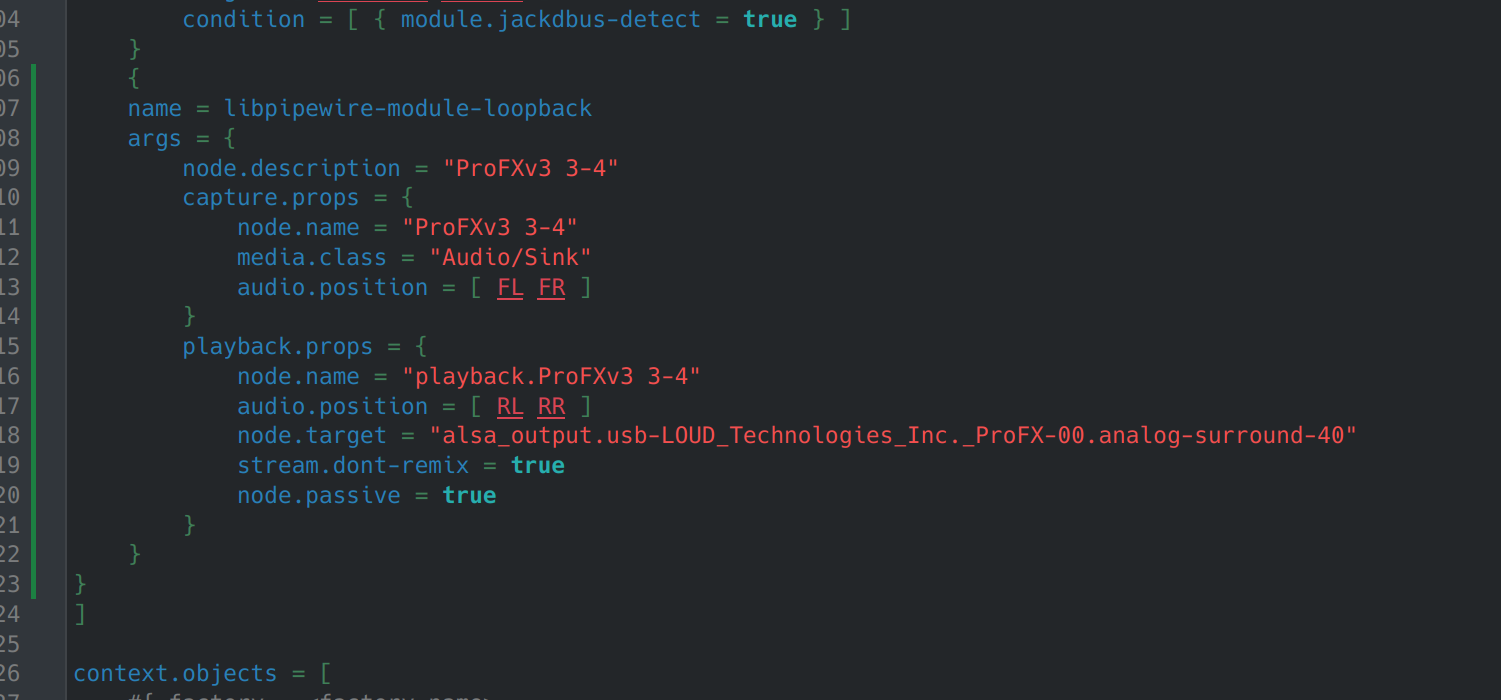 04 condition = [ { module.jackdbus-detect = true } ]
05 }
06 {
07 name = libpipewire-module-loopback
08 args = {
09 node.description = "ProFXv3 3-4"
10 capture.props = {
11 node.name = "ProFXv3 3-4"
12 media.class = "Audio/Sink"
13 audio.position = [ FL FR ]
14 }
15 playback.props = {
16 node.name = "playback.ProFXv3 3-4"
17 audio.position = [ RL RR ]
18 node.target = "alsa_output.usb-LOUD_Technologies_Inc._ProFX-00.analog-surround-40"
19 stream.dont-remix = true
20 node.passive = true
21 }
22 }
23 }
24 ]
25
26 context.objects = [